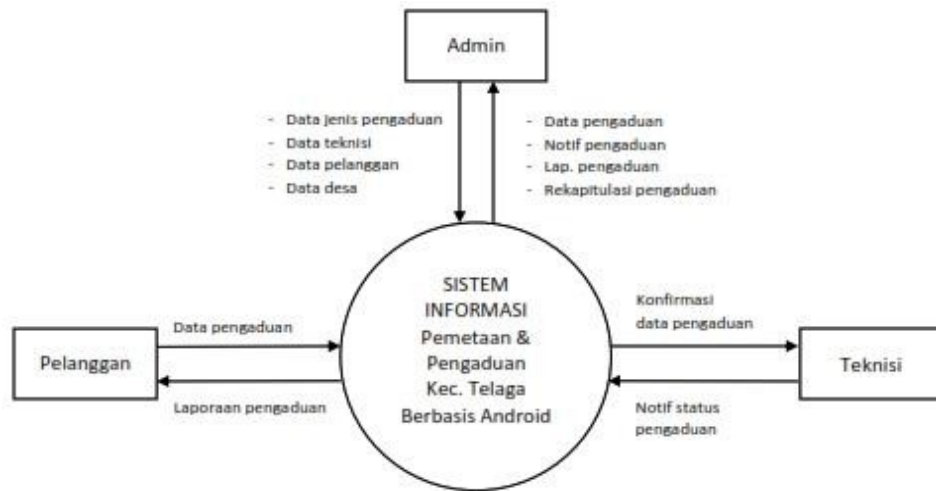 Admin
- Data jenis pengaduan
- Data teknisi
- Data pelanggan
- Data desa
- Data pengaduan
- Notif pengaduan
- Lap. pengaduan
- Rekapitulasi pengaduan
SISTEM
INFORMASI
Pemetaan &
Pengaduan
Kec. Telaga
Berbasis Android
Pelanggan
Data pengaduan
Laporaan pengaduan
Konfirmasi
data pengaduan
Notif status
pengaduan
Teknisi